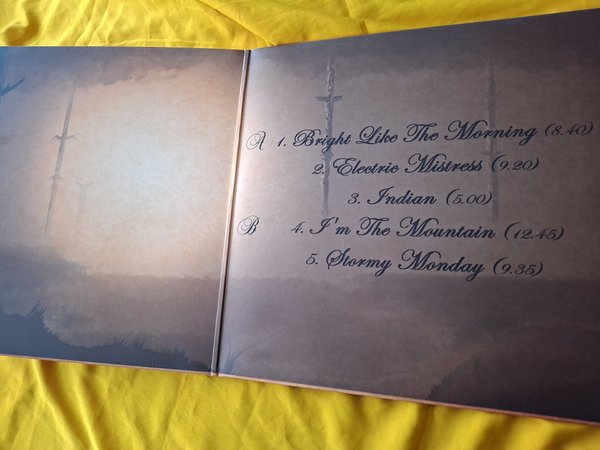 A 1. Bright Like The Morning (8.40)
2. Electric Mistress (9.20)
3. Indian (5.00)
B 4. I'm The Mountain (12.45)
5. Stormy Monday (9.35)